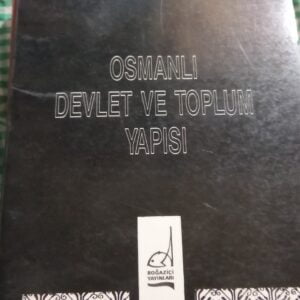 OSMANLI
DEVLET VE TOPLUM
YAPISI
BOĞAZİÇİ
YAYINLARI